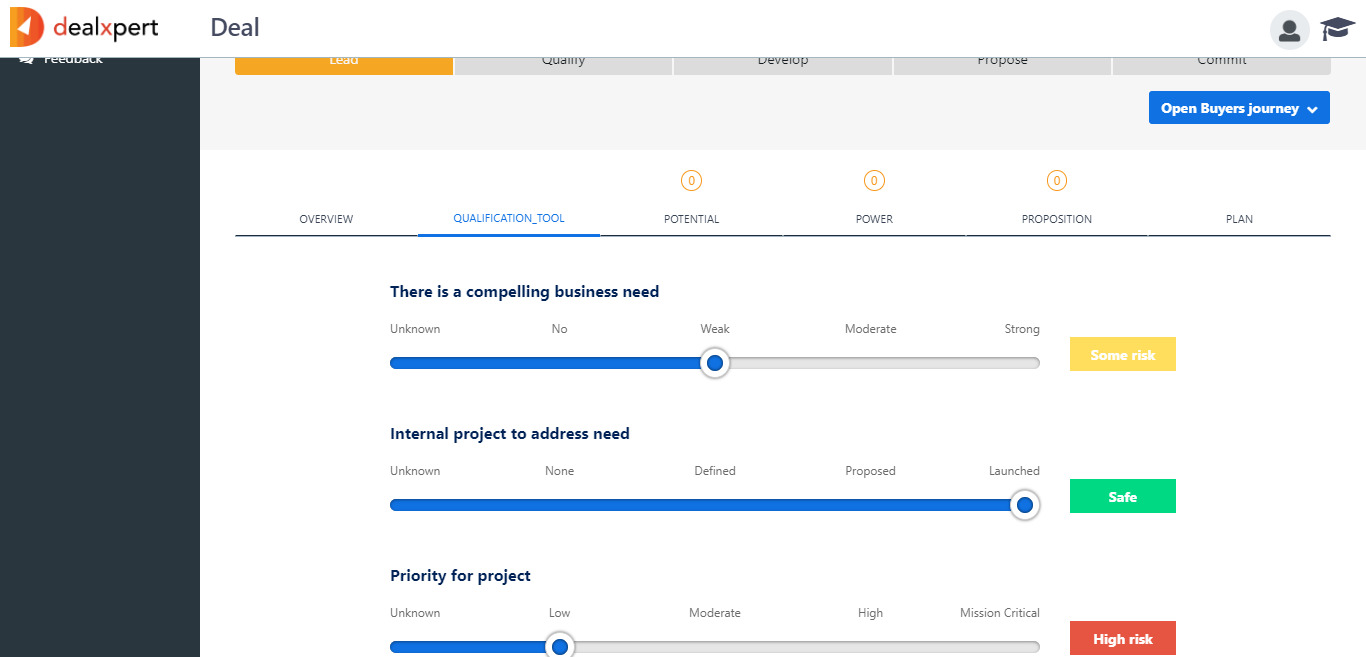 dealxpert
Deal
Feedback
Lead
Qualify
Develop
Propose
Commit
Open Buyers journey
0
0
0
OVERVIEW
QUALIFICATION_TOOL
POTENTIAL
POWER
PROPOSITION
PLAN
There is a compelling business need
Unknown
No
Weak
Moderate
Strong
Some risk
Internal project to address need
Unknown
None
Defined
Proposed
Launched
Safe
Priority for project
Unknown
Low
Moderate
High
Mission Critical
High risk